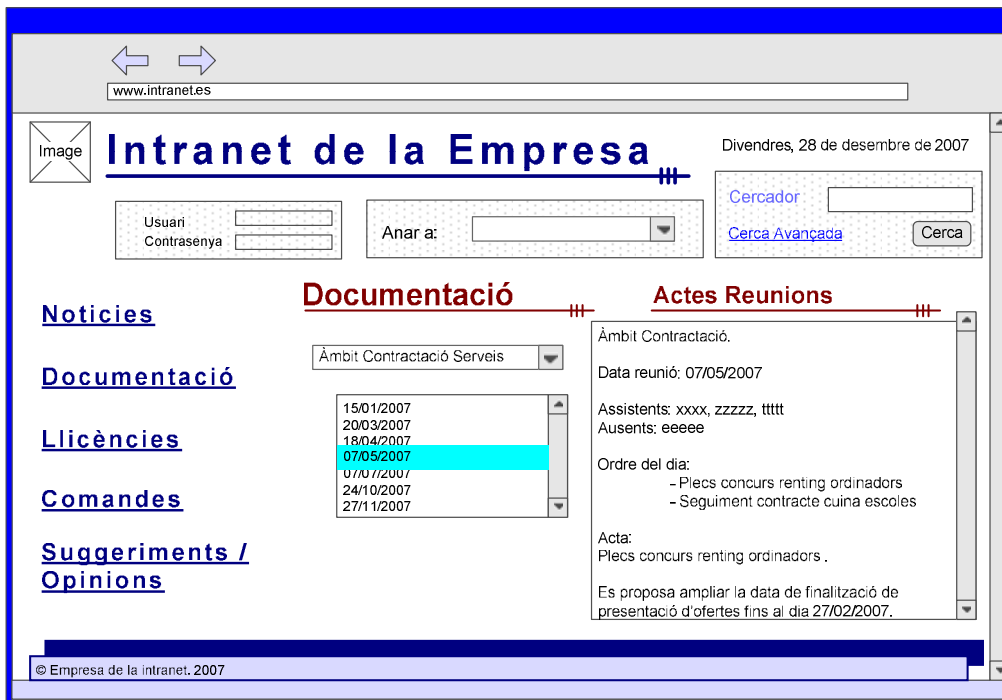 www.intranet.es
Image
Intranet de la Empresa
Divendres, 28 de desembre de 2007
Usuari
Contrasenya
Anar a:
Cercador
Cerca Avançada
Cerca
Noticies
Documentació
Llicències
Comandes
Suggeriments /
Opinions
Documentació
Àmbit Contractació Serveis
15/01/2007
20/03/2007
18/04/2007
07/05/2007
07/07/2007
24/10/2007
27/11/2007
Actes Reunions
Àmbit Contractació.
Data reunió: 07/05/2007
Assistents: xxxx, zzzzz, ttttt
Ausents: eeeee
Ordre del dia:
- Plecs concurs renting ordinadors
- Seguiment contracte cuina escoles
Acta:
Plecs concurs renting ordinadors .
Es proposa ampliar la data de finalització de
presentació d'ofertes fins al dia 27/02/2007.
© Empresa de la intranet. 2007